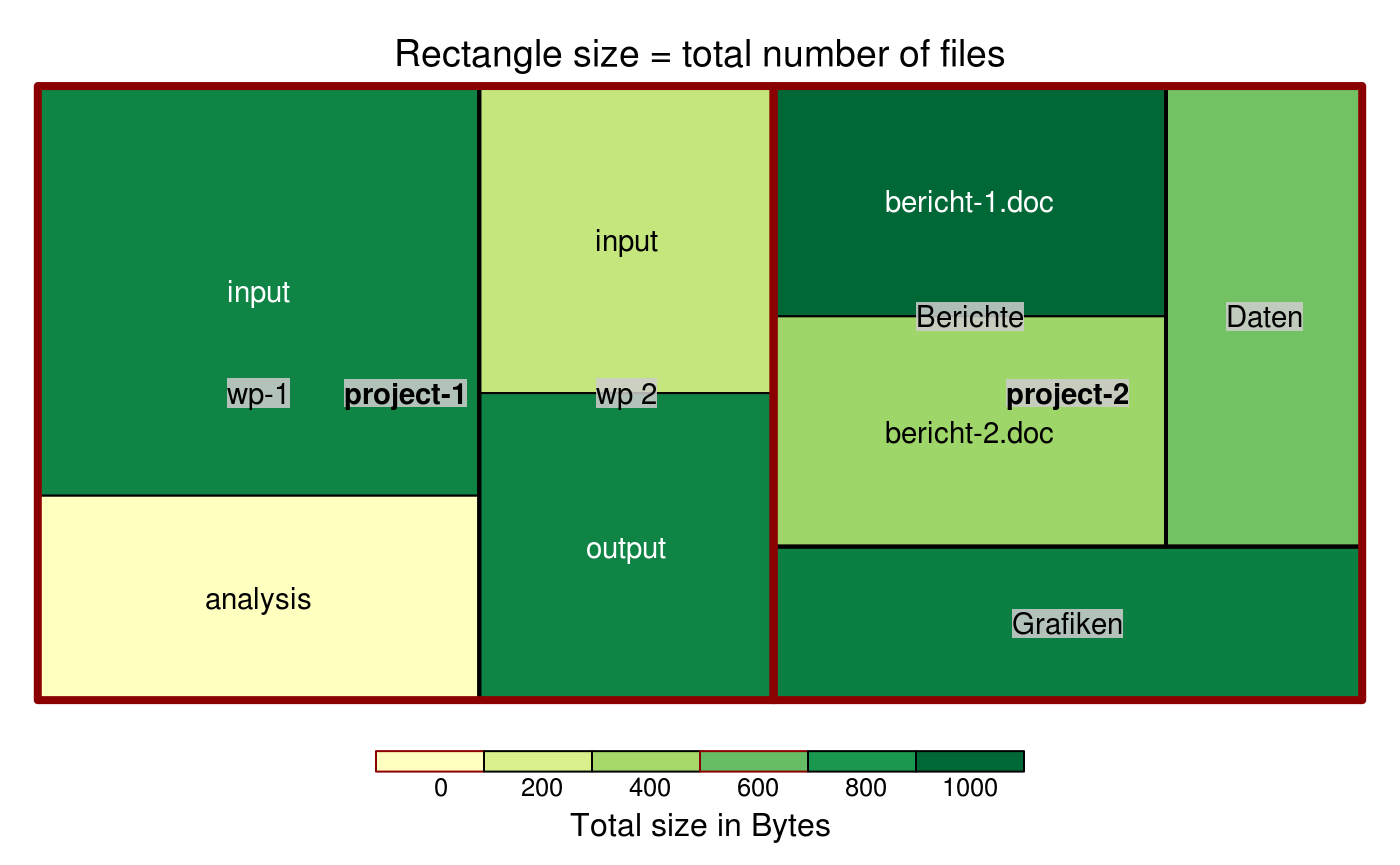 Rectangle size = total number of files
input
wp-1
project-1
analysis
input
wp 2
output
bericht-1.doc
Berichte
project-2
bericht-2.doc
Daten
Grafiken
0 200 400 600 800 1000
Total size in Bytes